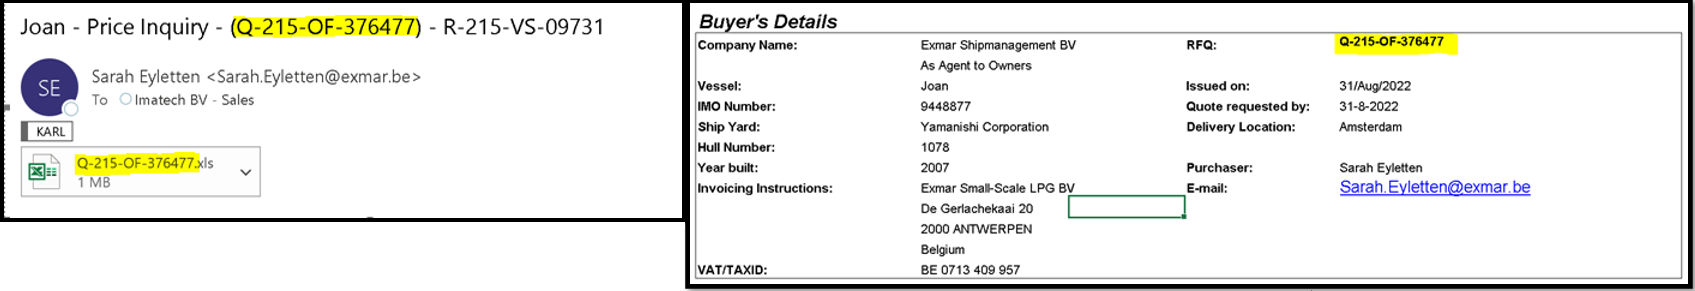 Joan - Price Inquiry - (Q-215-OF-376477) - R-215-VS-09731
SE
Sarah Eyletten <Sarah.Eyletten@exmar.be>
To Imatech BV - Sales
KARL
Q-215-OF-376477.xls
1 MB
Buyer's Details
Company Name: Exmar Shipmanagement BV RFQ: Q-215-OF-376477
As Agent to Owners
Vessel: Joan Issued on: 31/Aug/2022
IMO Number: 9448877 Quote requested by: 31-8-2022
Ship Yard: Yamanishi Corporation Delivery Location: Amsterdam
Hull Number: 1078
Year built: 2007 Purchaser: Sarah Eyletten
Invoicing Instructions: Exmar Small-Scale LPG BV E-mail: Sarah.Eyletten@exmar.be
De Gerlachekaai 20
2000 ANTWERPEN
Belgium
VAT/TAXID: BE 0713 409 957